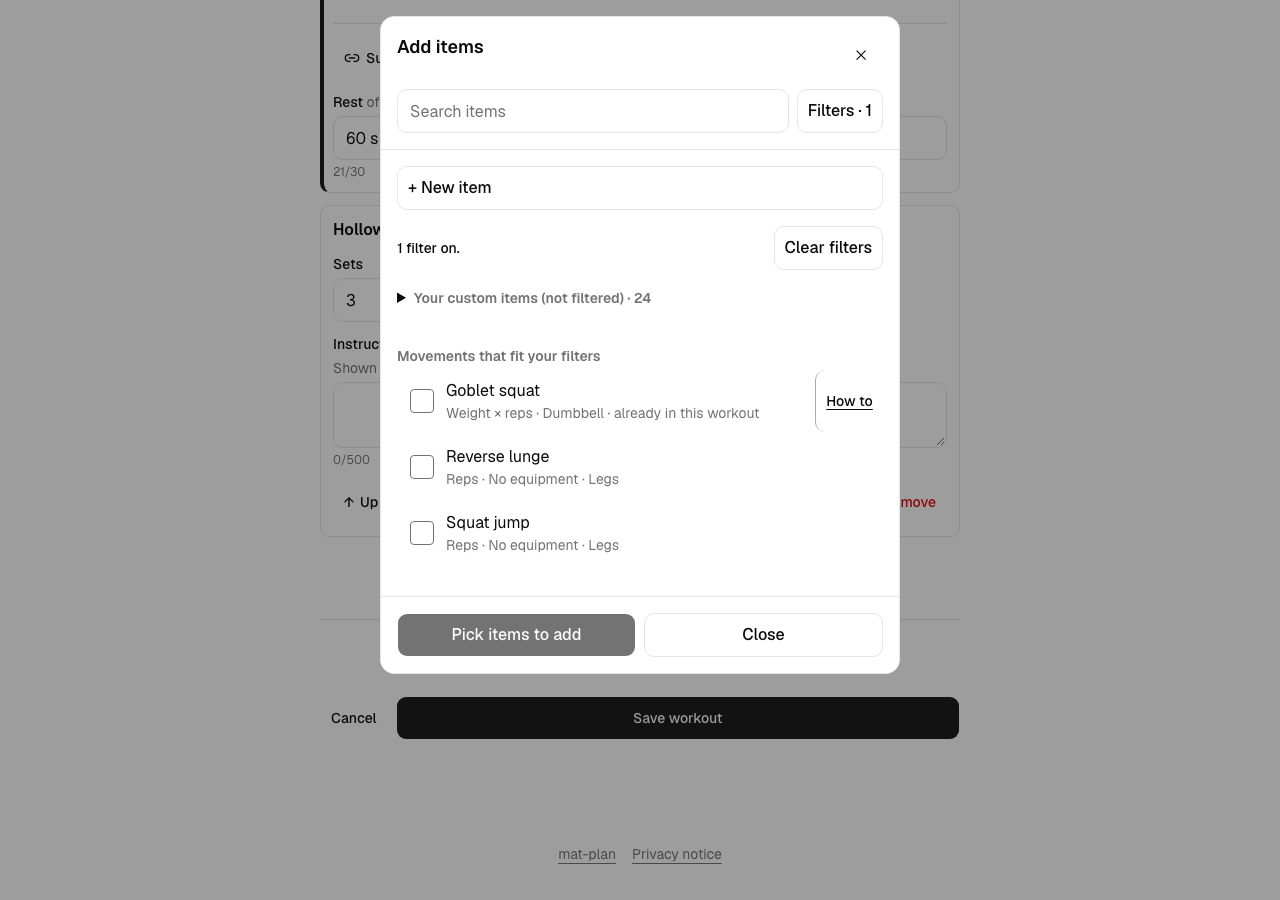 Add items
Search items
Filters · 1
+ New item
1 filter on.
Clear filters
Your custom items (not filtered) · 24
Movements that fit your filters
Goblet squat
Weight × reps · Dumbbell · already in this workout
How to
Reverse lunge
Reps · No equipment · Legs
Squat jump
Reps · No equipment · Legs
Pick items to add
Close
Rest
60 s
21/30
Sets
3
Shown
0/500
↑ Up
Cancel
Save workout
mat-plan
Privacy notice